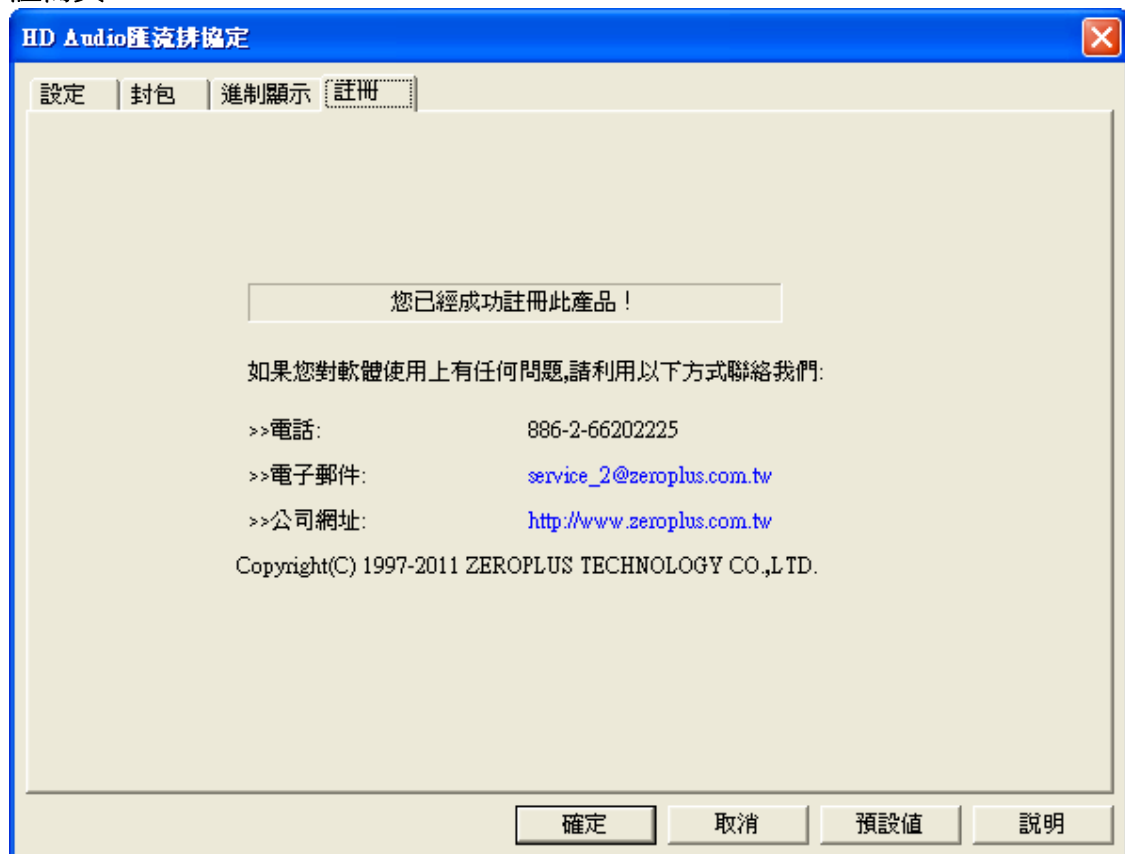 HD Audio匯流排協定
設定 封包 進制顯示 註冊
您已經成功註冊此產品!
如果您對軟體使用上有任何問題,請利用以下方式聯絡我們:
>>電話: 886-2-66202225
>>電子郵件: service_2@zeroplus.com.tw
>>公司網址: http://www.zeroplus.com.tw
Copyright(C) 1997-2011 ZEROPLUS TECHNOLOGY CO.,LTD.
確定 取消 預設值 說明